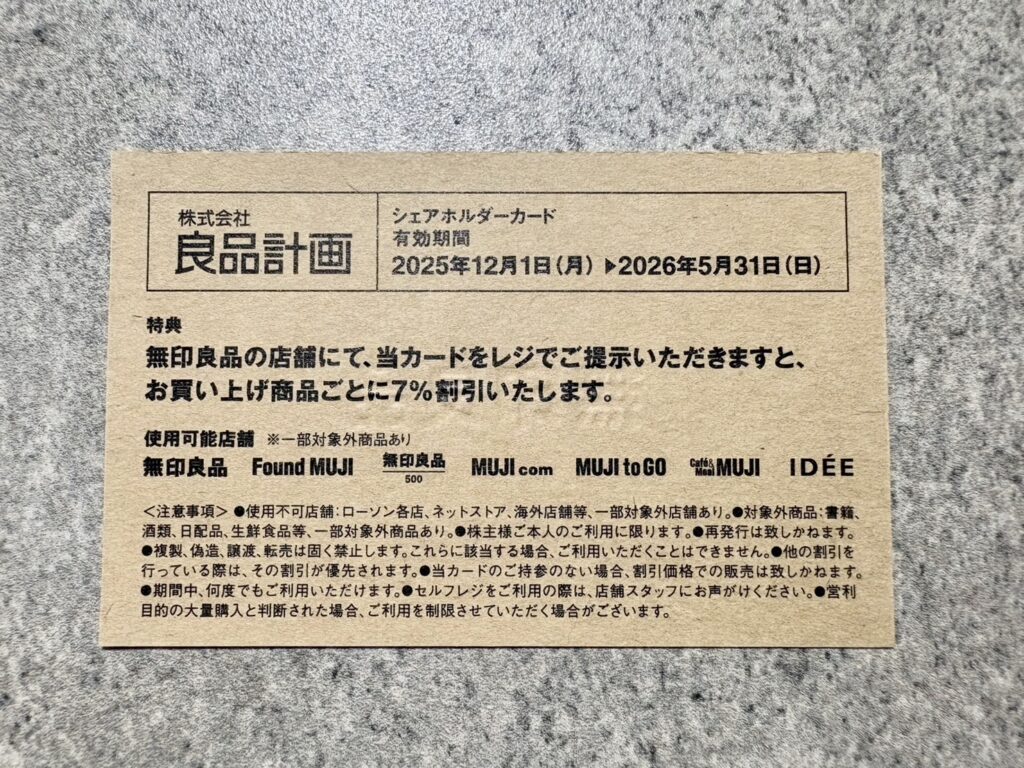 株式会社
良品計画
シェアホルダーカード
有効期間
2025年12月1日(月)▶2026年5月31日(日)
特典
無印良品の店舗にて、当カードをレジでご提示いただきますと、
お買い上げ商品ごとに7%割引いたします。
使用可能店舗 ※一部対象外商品あり
無印良品 Found MUJI 無印良品 500 MUJI com MUJI to GO Café& Meal MUJI IDÉE
<注意事項> ●使用不可店舗:ローソン各店、ネットストア、海外店舗等、一部対象外店舗あり。●対象外商品:書籍、
酒類、日配品、生鮮食品等、一部対象外商品あり。●株主様ご本人のご利用に限ります。●再発行は致しかねます。
●複製、偽造、譲渡、転売は固く禁止します。これらに該当する場合、ご利用いただくことはできません。●他の割引を
行っている際は、その割引が優先されます。●当カードのご持参のない場合、割引価格での販売は致しかねます。
●期間中、何度でもご利用いただけます。●セルフレジをご利用の際は、店舗スタッフにお声がけください。●営利
目的の大量購入と判断された場合、ご利用を制限させていただく場合がございます。